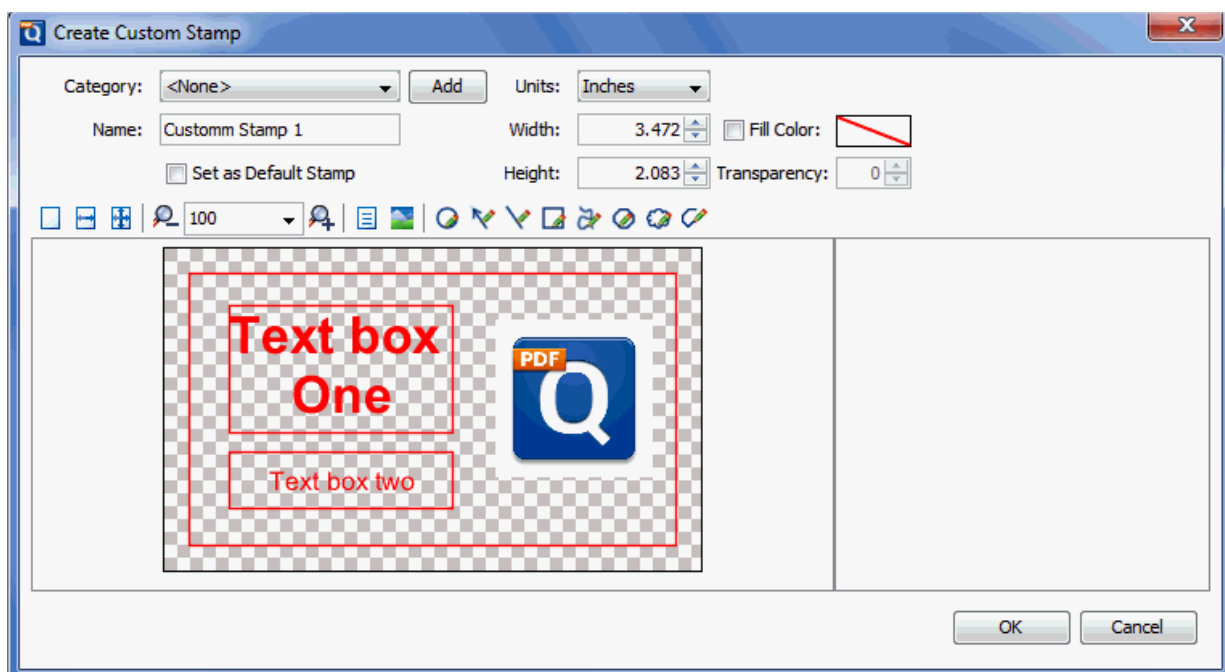 Create Custom Stamp
Category: <None> Add Units: Inches
Name: Customm Stamp 1 Width: 3.472 Fill Color:
Set as Default Stamp Height: 2.083 Transparency: 0
100
Text box
One
PDF
Q
Text box two
OK Cancel